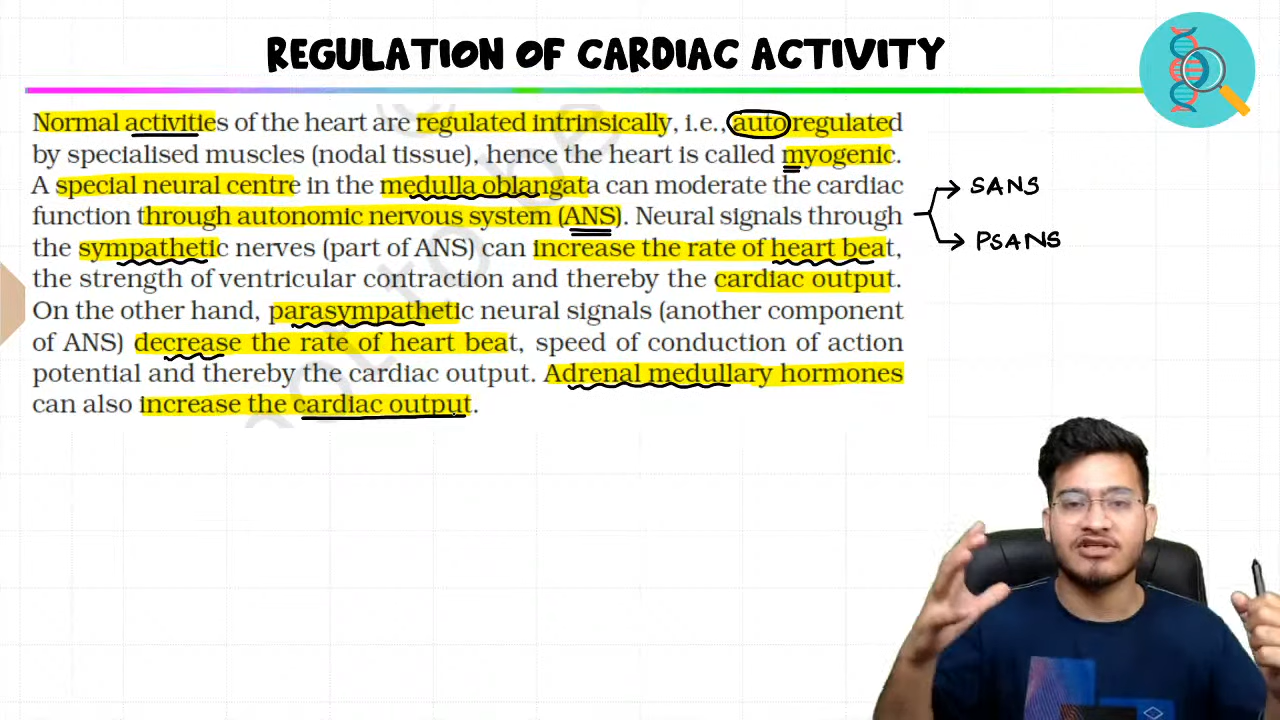 REGULATION OF CARDIAC ACTIVITY
Normal activities of the heart are regulated intrinsically, i.e., auto regulated
by specialised muscles (nodal tissue), hence the heart is called myogenic.
A special neural centre in the medulla oblangata can moderate the cardiac
function through autonomic nervous system (ANS). Neural signals through
the sympathetic nerves (part of ANS) can increase the rate of heart beat,
the strength of ventricular contraction and thereby the cardiac output.
On the other hand, parasympathetic neural signals (another component
of ANS) decrease the rate of heart beat, speed of conduction of action
potential and thereby the cardiac output. Adrenal medullary hormones
can also increase the cardiac output.
SANS
PSANS